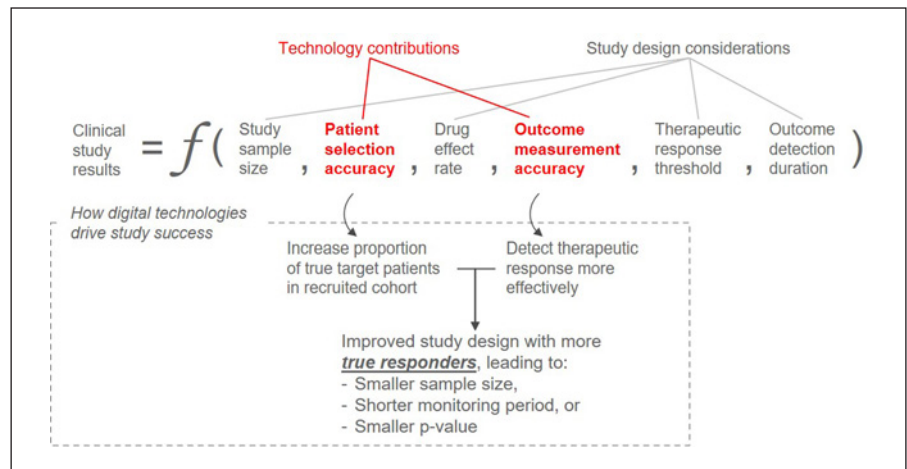 Technology contributions
Study design considerations
Clinical
study
results
= f (
Study
sample
size
,
Patient
selection
accuracy
,
Drug
effect
rate
,
Outcome
measurement
accuracy
,
Therapeutic
response
threshold
,
Outcome
detection
duration
)
How digital technologies
drive study success
Increase proportion
of true target patients
in recruited cohort
Detect therapeutic
response more
effectively
Improved study design with more
true responders, leading to:
- Smaller sample size,
- Shorter monitoring period, or
- Smaller p-value